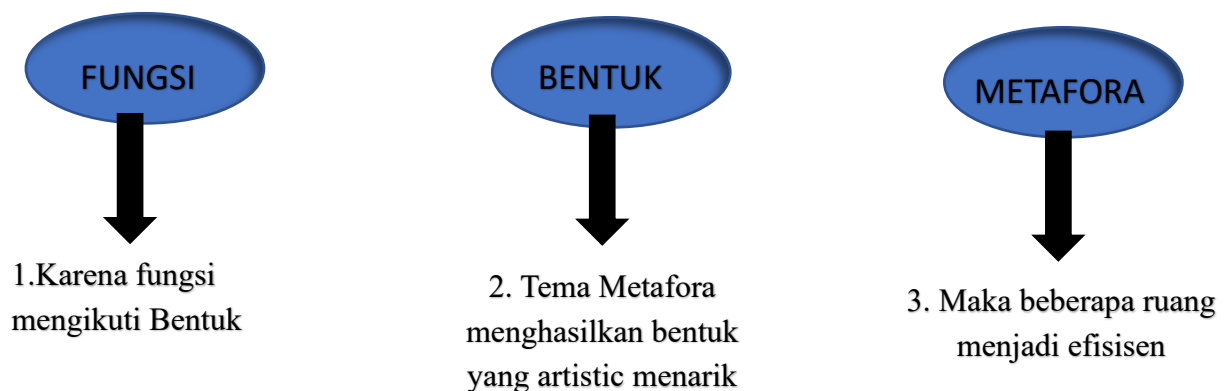 FUNGSI
BENTUK
METAFORA
1.Karena fungsi
mengikuti Bentuk
2. Tema Metafora
menghasilkan bentuk
yang artistic menarik
3. Maka beberapa ruang
menjadi efisisen